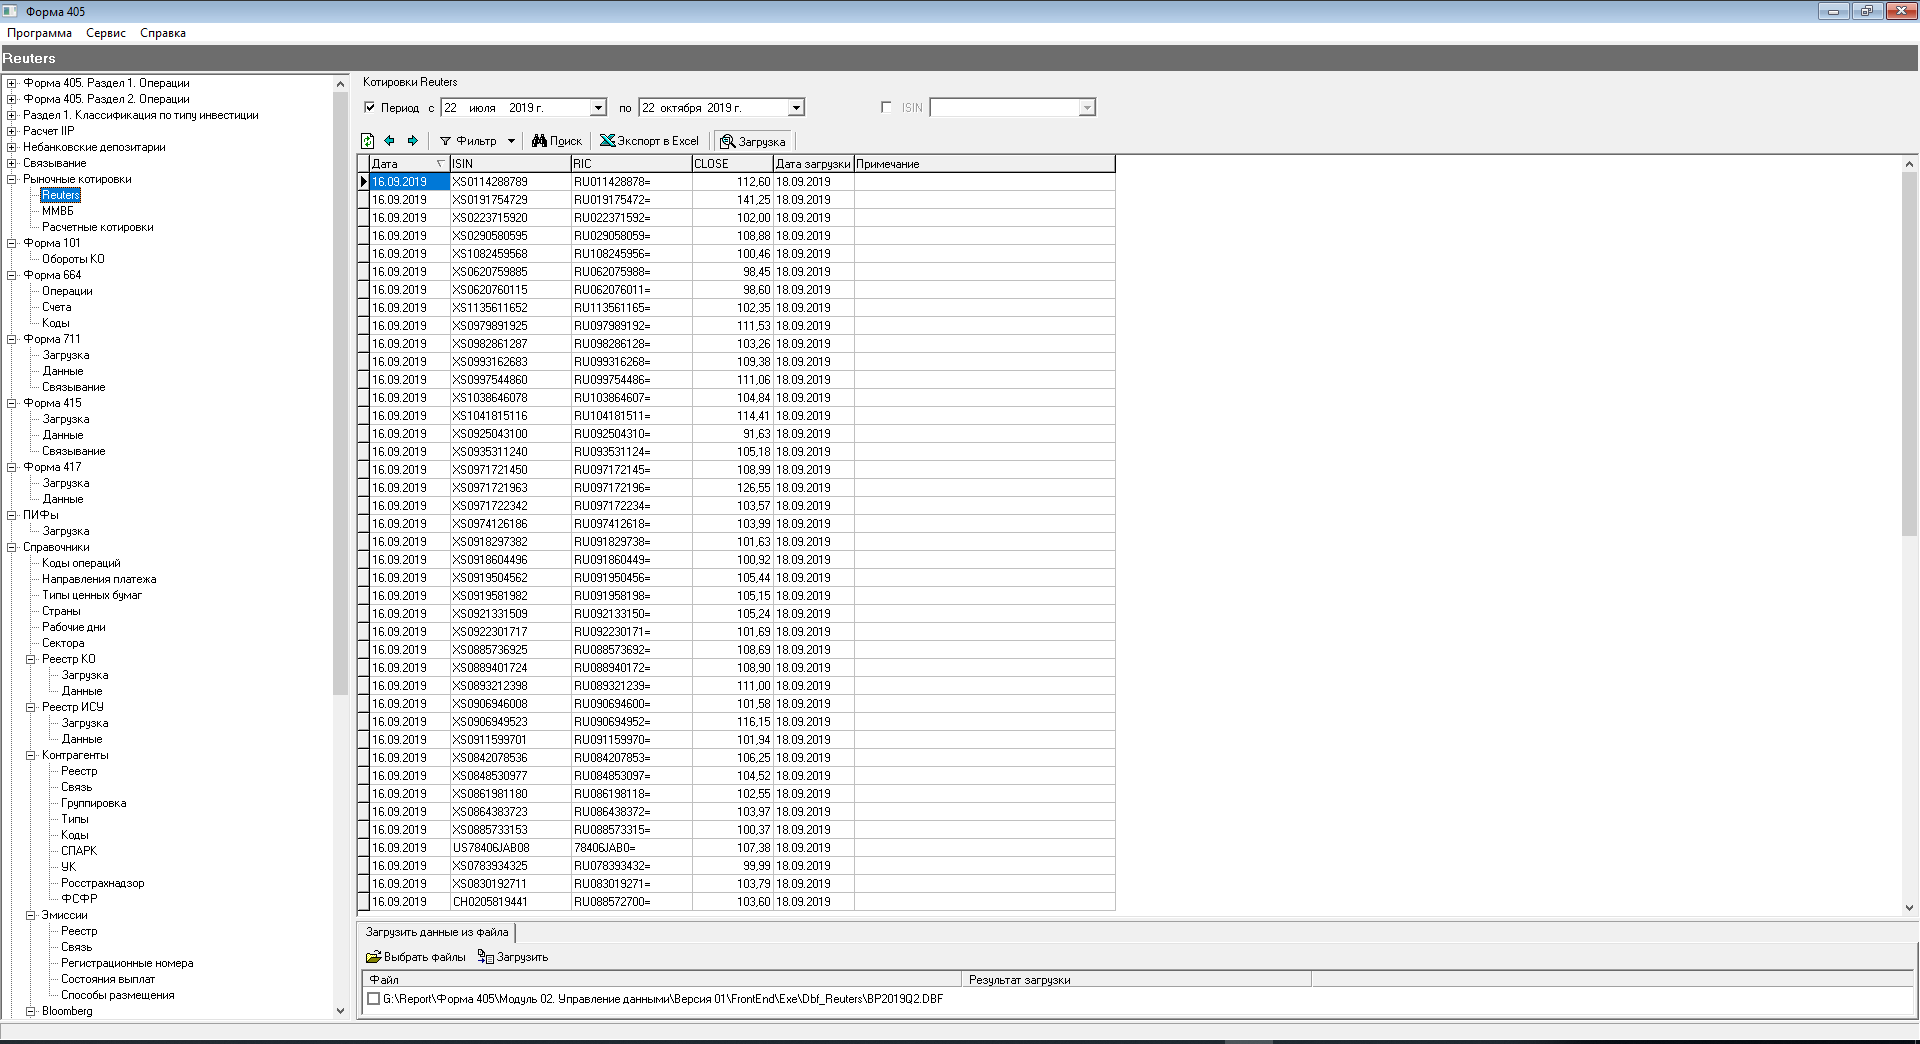 Форма 405
Программа Сервис Справка
Reuters
Форма 405. Раздел 1. Операции
Форма 405. Раздел 2. Операции
Раздел 1. Классификация по типу инвестиции
Расчет IIP
Небанковские депозитарии
Связывание
Рыночные котировки
Reuters
ММВБ
Расчетные котировки
Форма 101
Обороты КО
Форма 664
Операции
Счета
Коды
Форма 711
Загрузка
Данные
Связывание
Форма 415
Загрузка
Данные
Связывание
Форма 417
Загрузка
Данные
ПИФы
Загрузка
Справочники
Коды операций
Направления платежа
Типы ценных бумаг
Страны
Рабочие дни
Сектора
Реестр КО
Загрузка
Данные
Реестр ИСУ
Загрузка
Данные
Контрагенты
Реестр
Связь
Группировка
Типы
Коды
СПАРК
УК
Росстрахнадзор
ФСФР
Эмиссии
Реестр
Связь
Регистрационные номера
Состояния выплат
Способы размещения
Bloomberg
Котировки Reuters
Период с 22 июля 2019 г. по 22 октября 2019 г. ISIN
Фильтр Поиск Экспорт в Excel Загрузка
Дата ISIN RIC CLOSE Дата загрузки Примечание
16.09.2019 XS0114288789 RU011428878= 112,60 18.09.2019
16.09.2019 XS0191754729 RU019175472= 141,25 18.09.2019
16.09.2019 XS0223715920 RU022371592= 102,00 18.09.2019
16.09.2019 XS0290580595 RU029058059= 108,88 18.09.2019
16.09.2019 XS1082459568 RU108245956= 100,46 18.09.2019
16.09.2019 XS0620759885 RU062075988= 98,45 18.09.2019
16.09.2019 XS0620760115 RU062076011= 98,60 18.09.2019
16.09.2019 XS1135611652 RU113561165= 102,35 18.09.2019
16.09.2019 XS0979891925 RU097989192= 111,53 18.09.2019
16.09.2019 XS0982861287 RU098286128= 103,26 18.09.2019
16.09.2019 XS0993162683 RU099316268= 109,38 18.09.2019
16.09.2019 XS0997544860 RU099754486= 111,06 18.09.2019
16.09.2019 XS1038646078 RU103864607= 104,84 18.09.2019
16.09.2019 XS1041815116 RU104181511= 114,41 18.09.2019
16.09.2019 XS0925043100 RU092504310= 91,63 18.09.2019
16.09.2019 XS0935311240 RU093531124= 105,18 18.09.2019
16.09.2019 XS0971721450 RU097172145= 108,99 18.09.2019
16.09.2019 XS0971721963 RU097172196= 126,55 18.09.2019
16.09.2019 XS0971722342 RU097172234= 103,57 18.09.2019
16.09.2019 XS0974126186 RU097412618= 103,99 18.09.2019
16.09.2019 XS0918297382 RU091829738= 101,63 18.09.2019
16.09.2019 XS0918604496 RU091860449= 100,92 18.09.2019
16.09.2019 XS0919504562 RU091950456= 105,44 18.09.2019
16.09.2019 XS0919581982 RU091958198= 105,15 18.09.2019
16.09.2019 XS0921331509 RU092133150= 105,24 18.09.2019
16.09.2019 XS0922301717 RU092230171= 101,69 18.09.2019
16.09.2019 XS0885736925 RU088573692= 108,69 18.09.2019
16.09.2019 XS0889401724 RU088940172= 108,90 18.09.2019
16.09.2019 XS0893212398 RU089321239= 111,00 18.09.2019
16.09.2019 XS0906946008 RU090694600= 101,58 18.09.2019
16.09.2019 XS0906949523 RU090694952= 116,15 18.09.2019
16.09.2019 XS0911599701 RU091159970= 101,94 18.09.2019
16.09.2019 XS0842078536 RU084207853= 106,25 18.09.2019
16.09.2019 XS0848530977 RU084853097= 104,52 18.09.2019
16.09.2019 XS0861981180 RU086198118= 102,55 18.09.2019
16.09.2019 XS0864383723 RU086438372= 103,97 18.09.2019
16.09.2019 XS0885733153 RU088573315= 100,37 18.09.2019
16.09.2019 US78406JAB08 78406JAB0= 107,38 18.09.2019
16.09.2019 XS0783934325 RU078393432= 99,99 18.09.2019
16.09.2019 XS0830192711 RU083019271= 103,79 18.09.2019
16.09.2019 CH0205819441 RU088572700= 103,60 18.09.2019
Загрузить данные из файла
Выбрать файлы Загрузить
Файл Результат загрузки
G:\Report\Форма 405\Модуль 02. Управление данными\Версия 01\FrontEnd\Exe\Dbf_Reuters\BP2019Q2.DBF